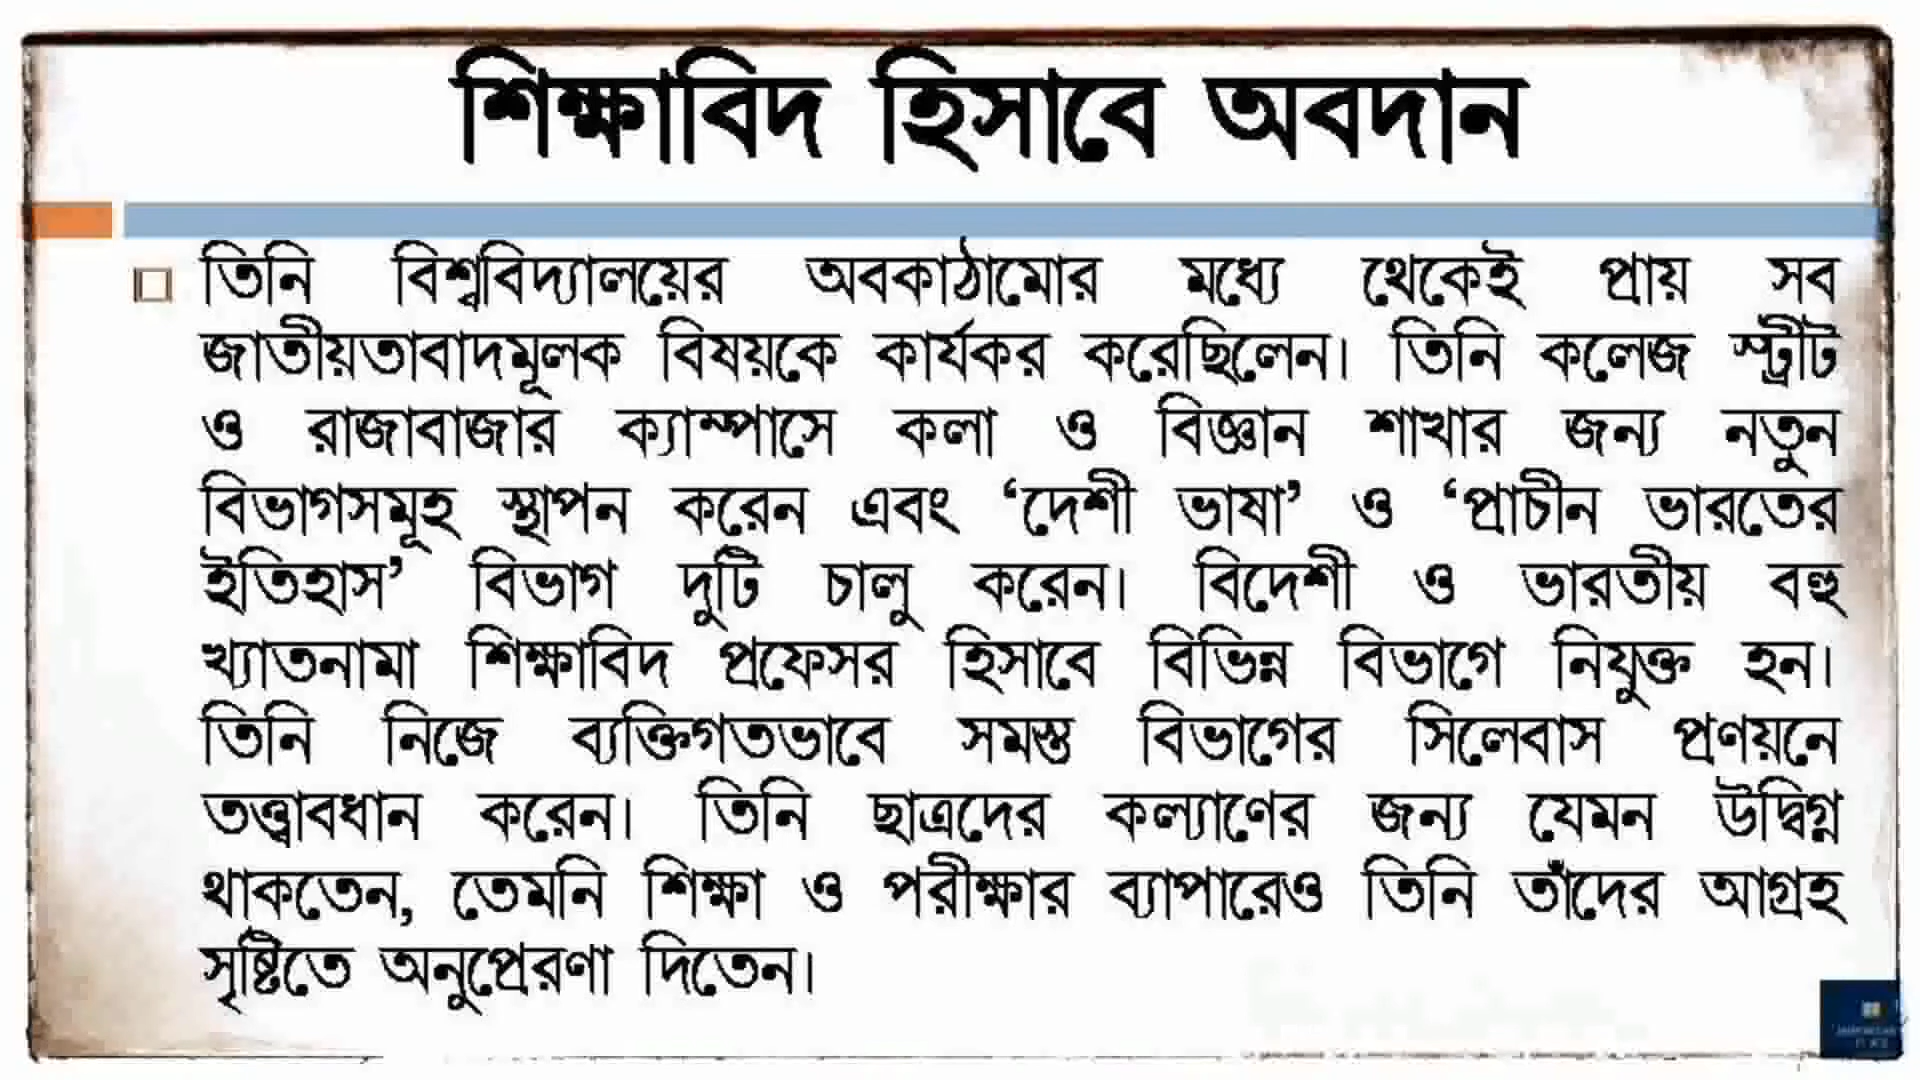 শিক্ষাবিদ হিসাবে অবদান
তিনি বিশ্ববিদ্যালয়ের অবকাঠামোর মধ্যে থেকেই প্রায় সব
জাতীয়তাবাদমূলক বিষয়কে কার্যকর করেছিলেন। তিনি কলেজ স্ট্রীট
ও রাজাবাজার ক্যাম্পাসে কলা ও বিজ্ঞান শাখার জন্য নতুন
বিভাগসমূহ স্থাপন করেন এবং ‘দেশী ভাষা’ ও ‘প্রাচীন ভারতের
ইতিহাস’ বিভাগ দুটি চালু করেন। বিদেশী ও ভারতীয় বহু
খ্যাতনামা শিক্ষাবিদ প্রফেসর হিসাবে বিভিন্ন বিভাগে নিযুক্ত হন।
তিনি নিজে ব্যক্তিগতভাবে সমস্ত বিভাগের সিলেবাস প্রণয়নে
তত্ত্বাবধান করেন। তিনি ছাত্রদের কল্যাণের জন্য যেমন উদ্বিগ্ন
থাকতেন, তেমনি শিক্ষা ও পরীক্ষার ব্যাপারেও তিনি তাঁদের আগ্রহ
সৃষ্টিতে অনুপ্রেরণা দিতেন।